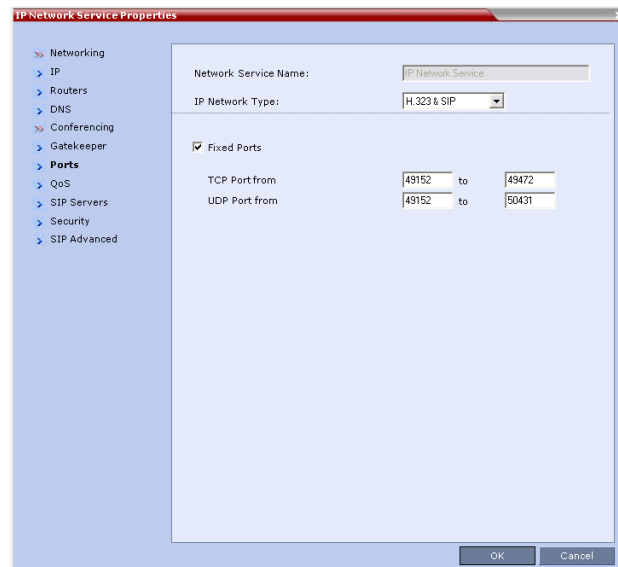 IP Network Service Properties
Networking
IP
Routers
DNS
Conferencing
Gatekeeper
Ports
QoS
SIP Servers
Security
SIP Advanced
Network Service Name: IP Network Service
IP Network Type: H.323 & SIP
Fixed Ports
TCP Port from 49152 to 49472
UDP Port from 49152 to 50431
OK Cancel